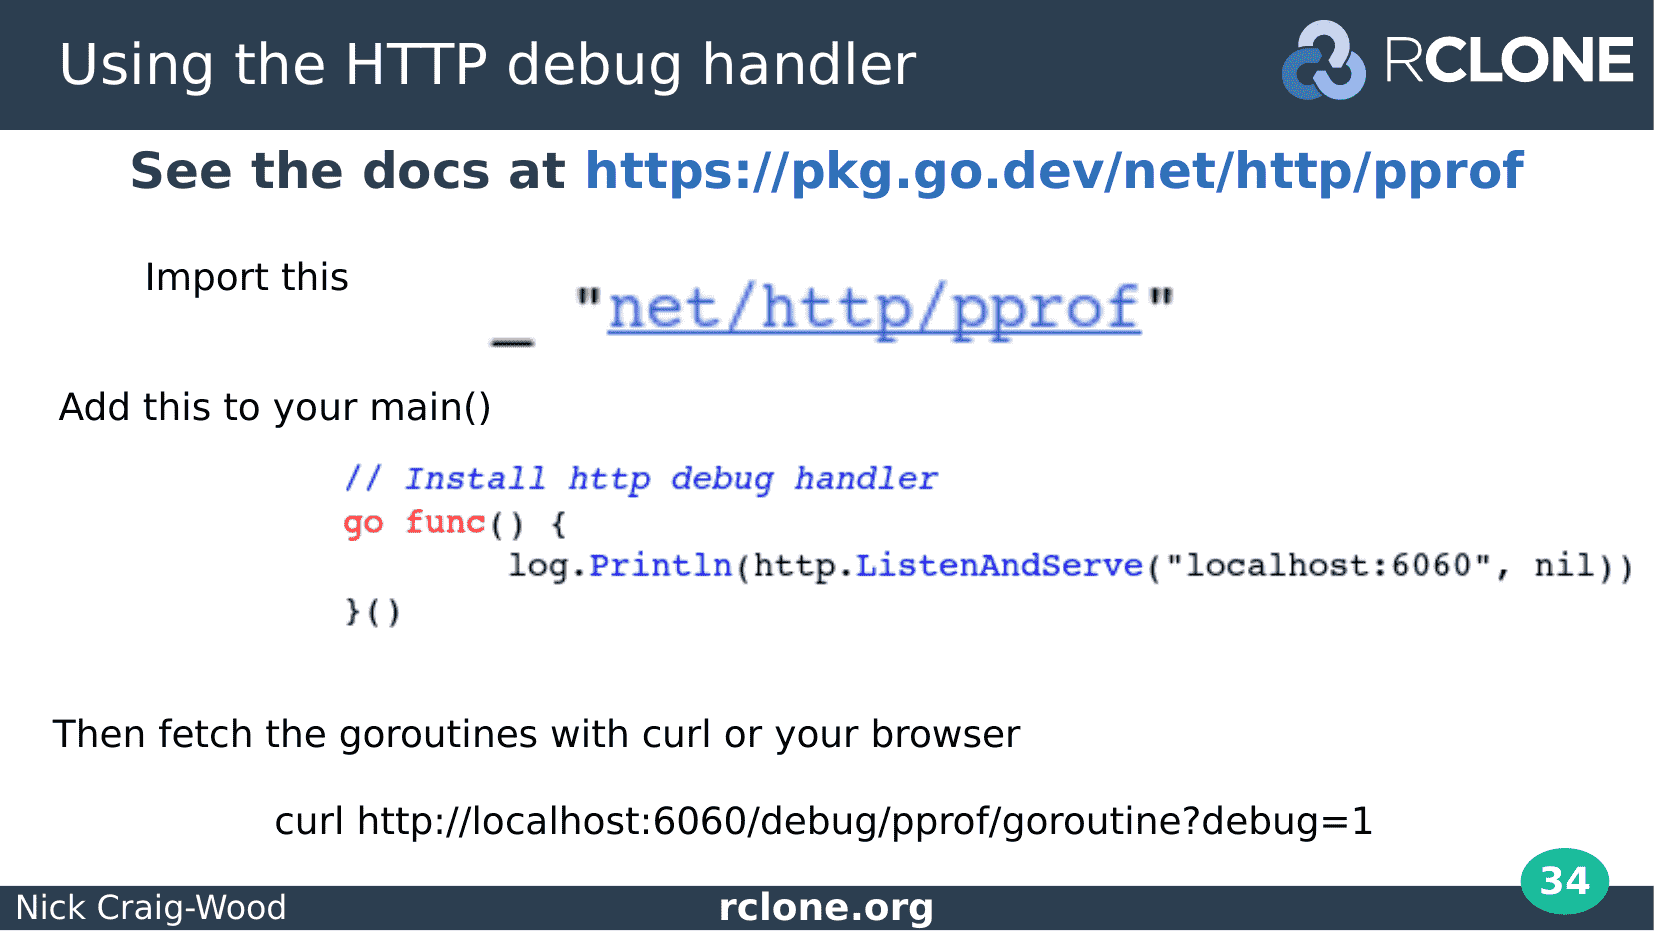 Using the HTTP debug handler
RCLONE
See the docs at https://pkg.go.dev/net/http/pprof
Import this
_ "net/http/pprof"
Add this to your main()
// Install http debug handler
go func() {
log.Println(http.ListenAndServe("localhost:6060", nil))
}()
Then fetch the goroutines with curl or your browser
curl http://localhost:6060/debug/pprof/goroutine?debug=1
34
Nick Craig-Wood
rclone.org